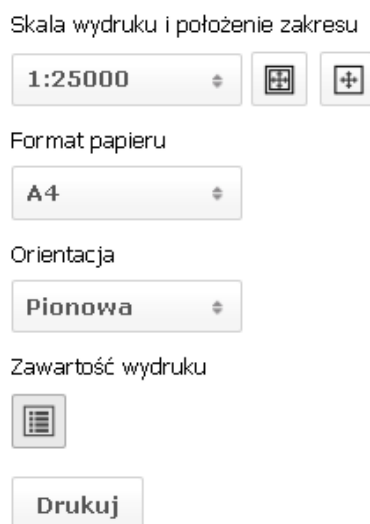 Skala wydruku i położenie zakresu
1:25000
Format papieru
A4
Orientacja
Pionowa
Zawartość wydruku
Drukuj